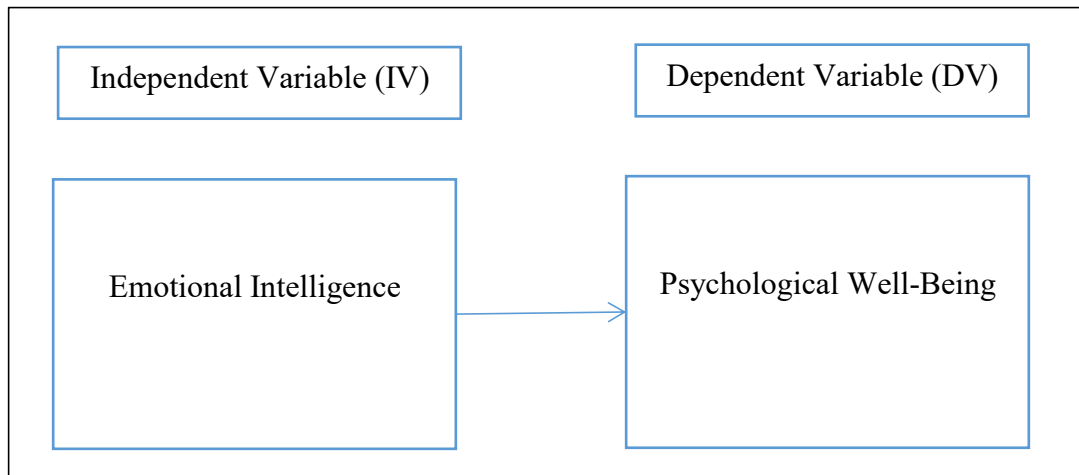 Independent Variable (IV)
Dependent Variable (DV)
Emotional Intelligence
Psychological Well-Being